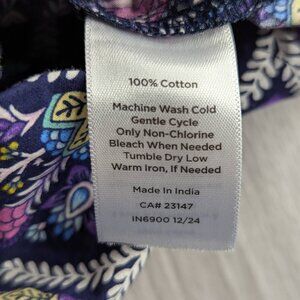 100% Cotton
Machine Wash Cold
Gentle Cycle
Only Non-Chlorine
Bleach When Needed
Tumble Dry Low
Warm Iron, If Needed
Made In India
CA# 23147
IN6900 12/24